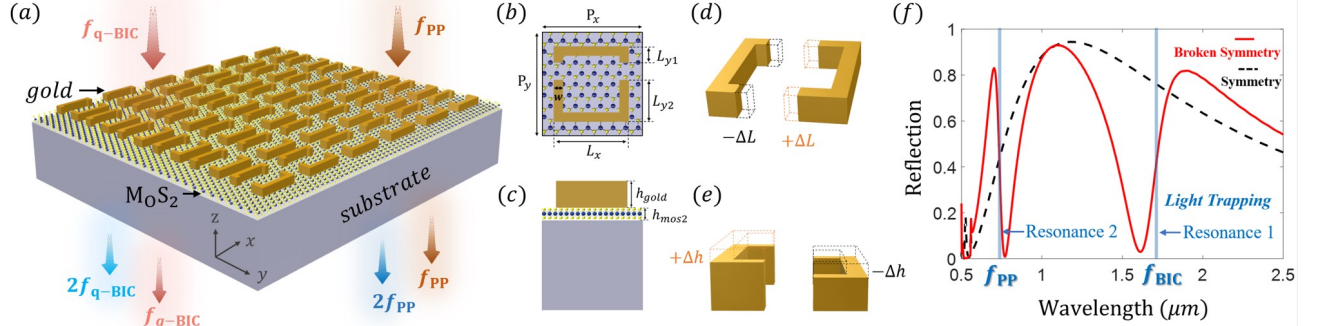 (a)
f_q−BIC
f_PP
gold
M_OS_2
substrate
z
x
y
2f_q−BIC
f_q−BIC
2f_PP
f_PP
(b)
P_x
P_y
L_y1
L_y2
w
L_x
(c)
h_gold
h_mos2
(d)
−ΔL
+ΔL
(e)
+Δh
−Δh
(f)
Reflection
1
0.8
0.6
0.4
0.2
0
Broken Symmetry
Symmetry
Light Trapping
Resonance 2
Resonance 1
0.5
1
1.5
2
2.5
f_PP
f_BIC
Wavelength (μm)